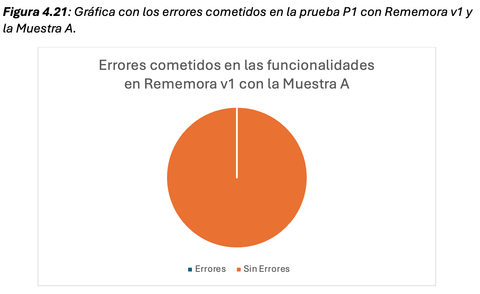 Figura 4.21: Gráfica con los errores cometidos en la prueba P1 con Rememora v1 y
la Muestra A.
Errores cometidos en las funcionalidades
en Rememora v1 con la Muestra A
Errores
Sin Errores